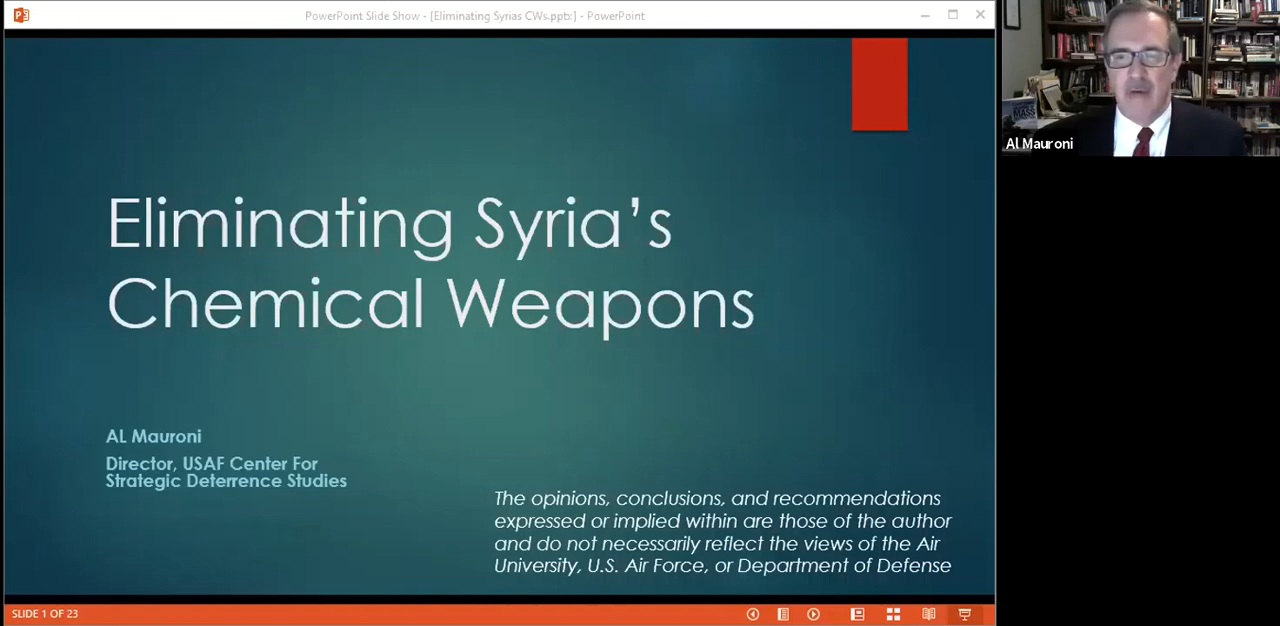 PowerPoint Slide Show - [Eliminating Syrias CWs.pptx] - PowerPoint
Eliminating Syria’s
Chemical Weapons
AL Mauroni
Director, USAF Center For
Strategic Deterrence Studies
The opinions, conclusions, and recommendations
expressed or implied within are those of the author
and do not necessarily reflect the views of the Air
University, U.S. Air Force, or Department of Defense
SLIDE 1 OF 23
MASS
Al Mauroni